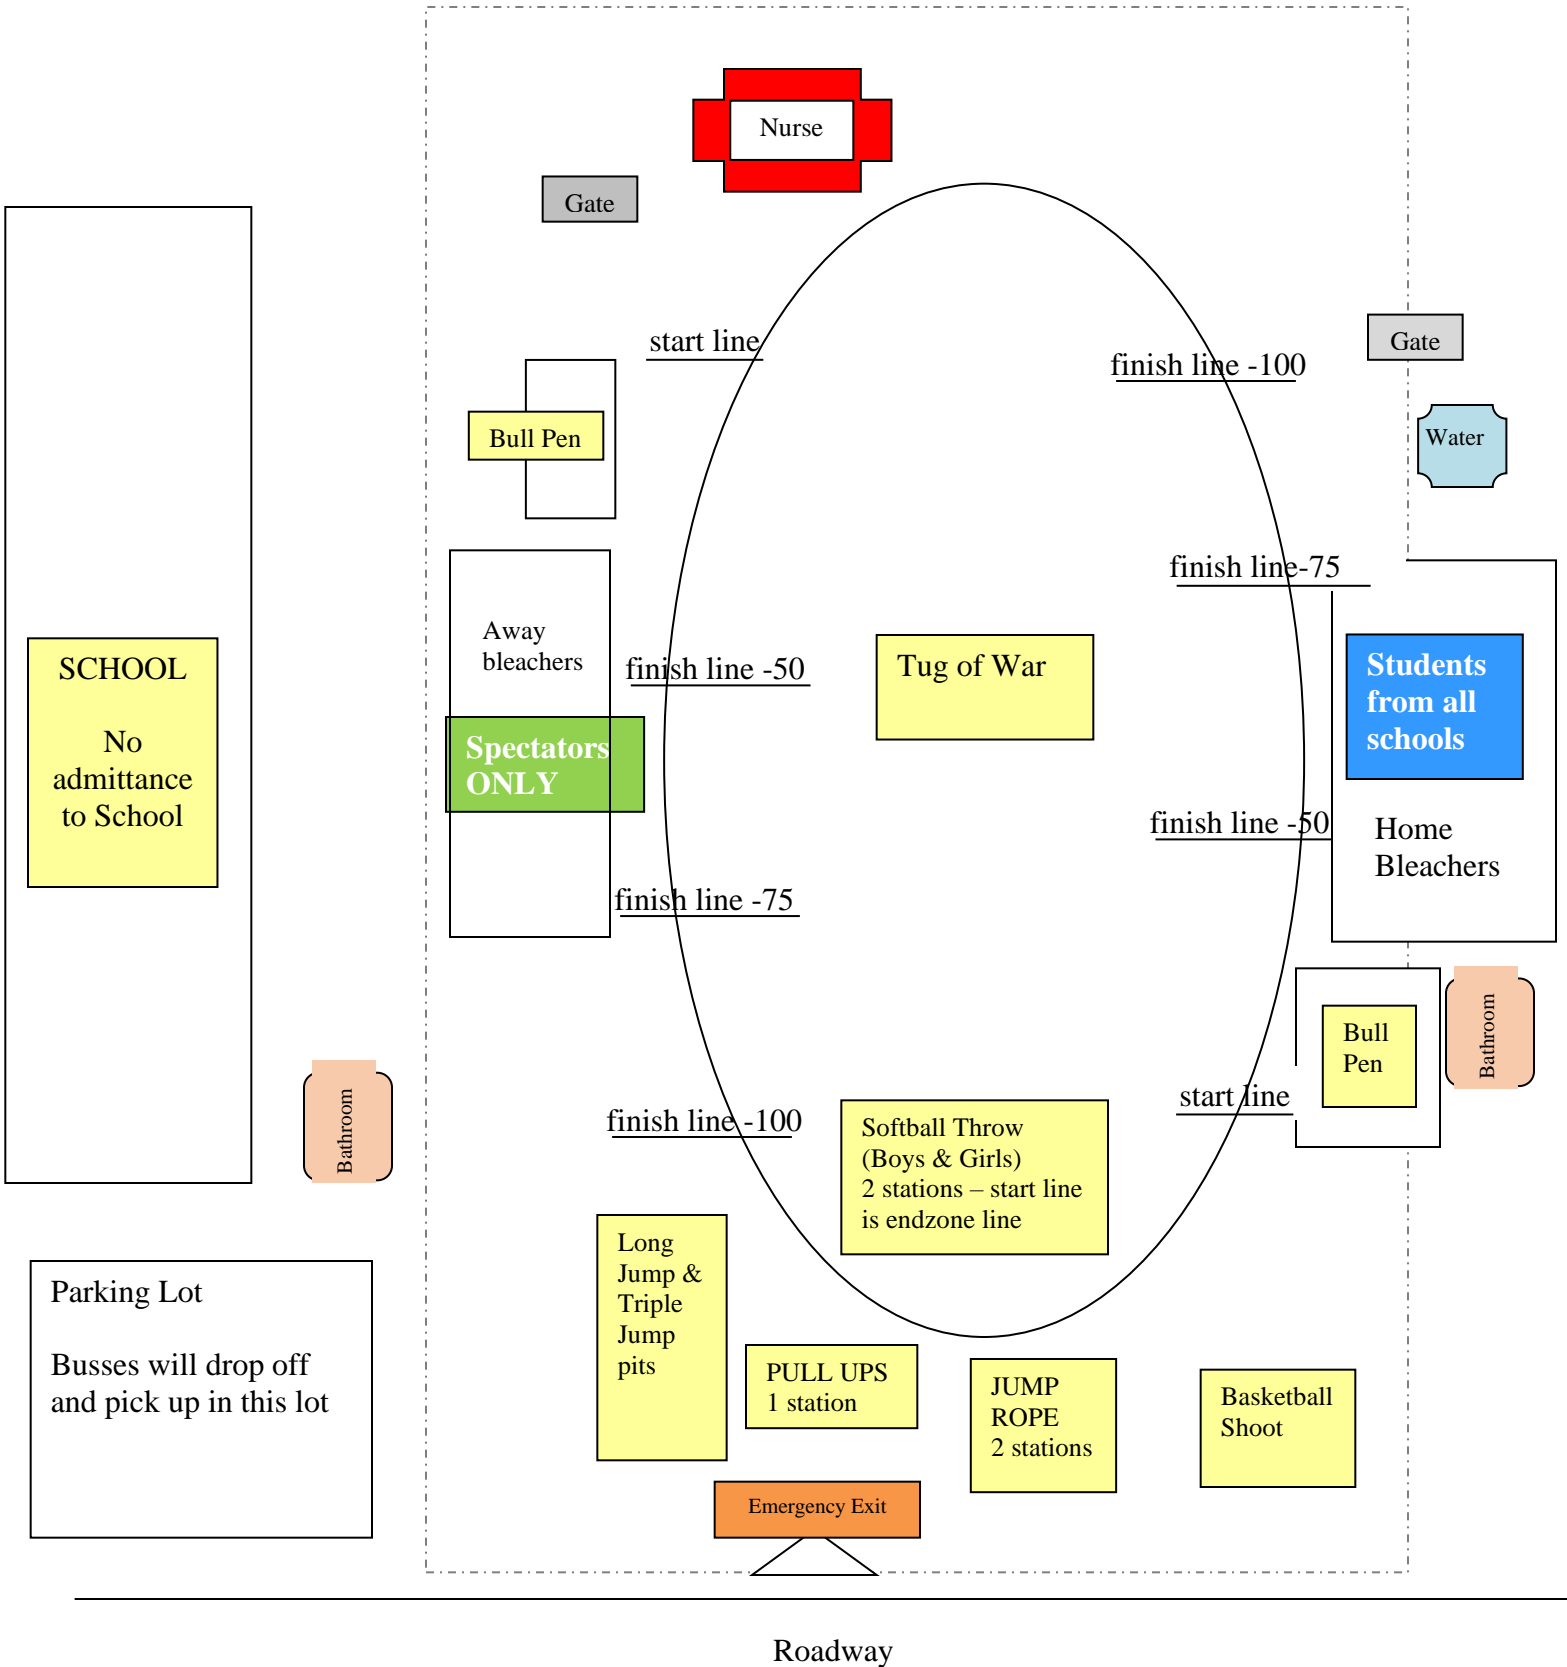 Nurse
Gate
start line
finish line -100
Gate
Bull Pen
Water
finish line-75
Away
bleachers
finish line -50
Tug of War
Students
from all
schools
SCHOOL
No
admittance
to School
Spectators
ONLY
finish line -50
Home
Bleachers
finish line -75
Bull
Pen
Bathroom
start line
Bathroom
finish line -100
Softball Throw
(Boys & Girls)
2 stations – start line
is endzone line
Long
Jump &
Triple
Jump
pits
Parking Lot
Busses will drop off
and pick up in this lot
PULL UPS
1 station
JUMP
ROPE
2 stations
Basketball
Shoot
Emergency Exit
Roadway